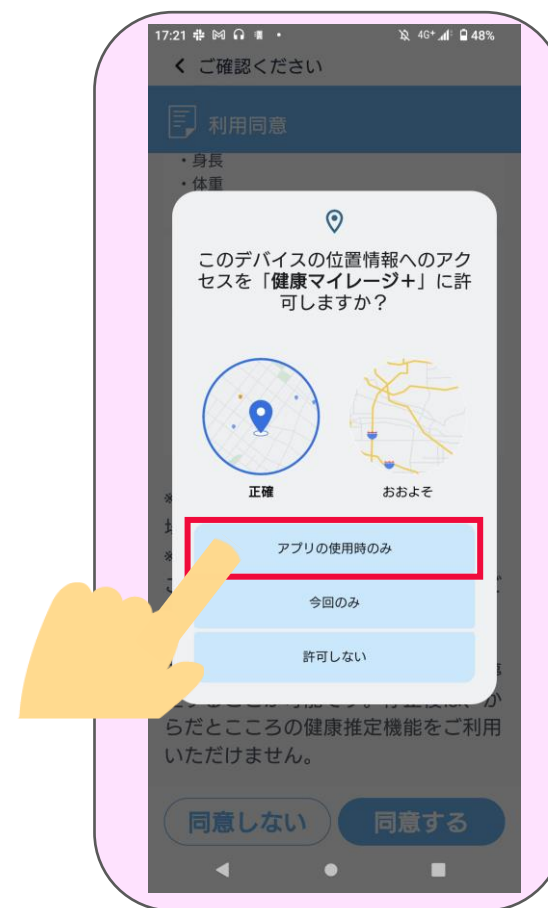 17:21 4G+ 48%
ご確認ください
利用同意
・身長
・体重
このデバイスの位置情報へのアク
セスを「健康マイレージ+」に許
可しますか？
正確 おおよそ
アプリの使用時のみ
今回のみ
許可しない
らだとこころの健康推定機能をご利用
いただけません。
同意しない 同意する